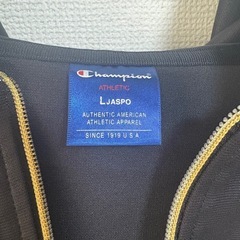 Champion
ATHLETIC
L JASPO
AUTHENTIC AMERICAN
ATHLETIC APPAREL
SINCE 1919 U.S.A